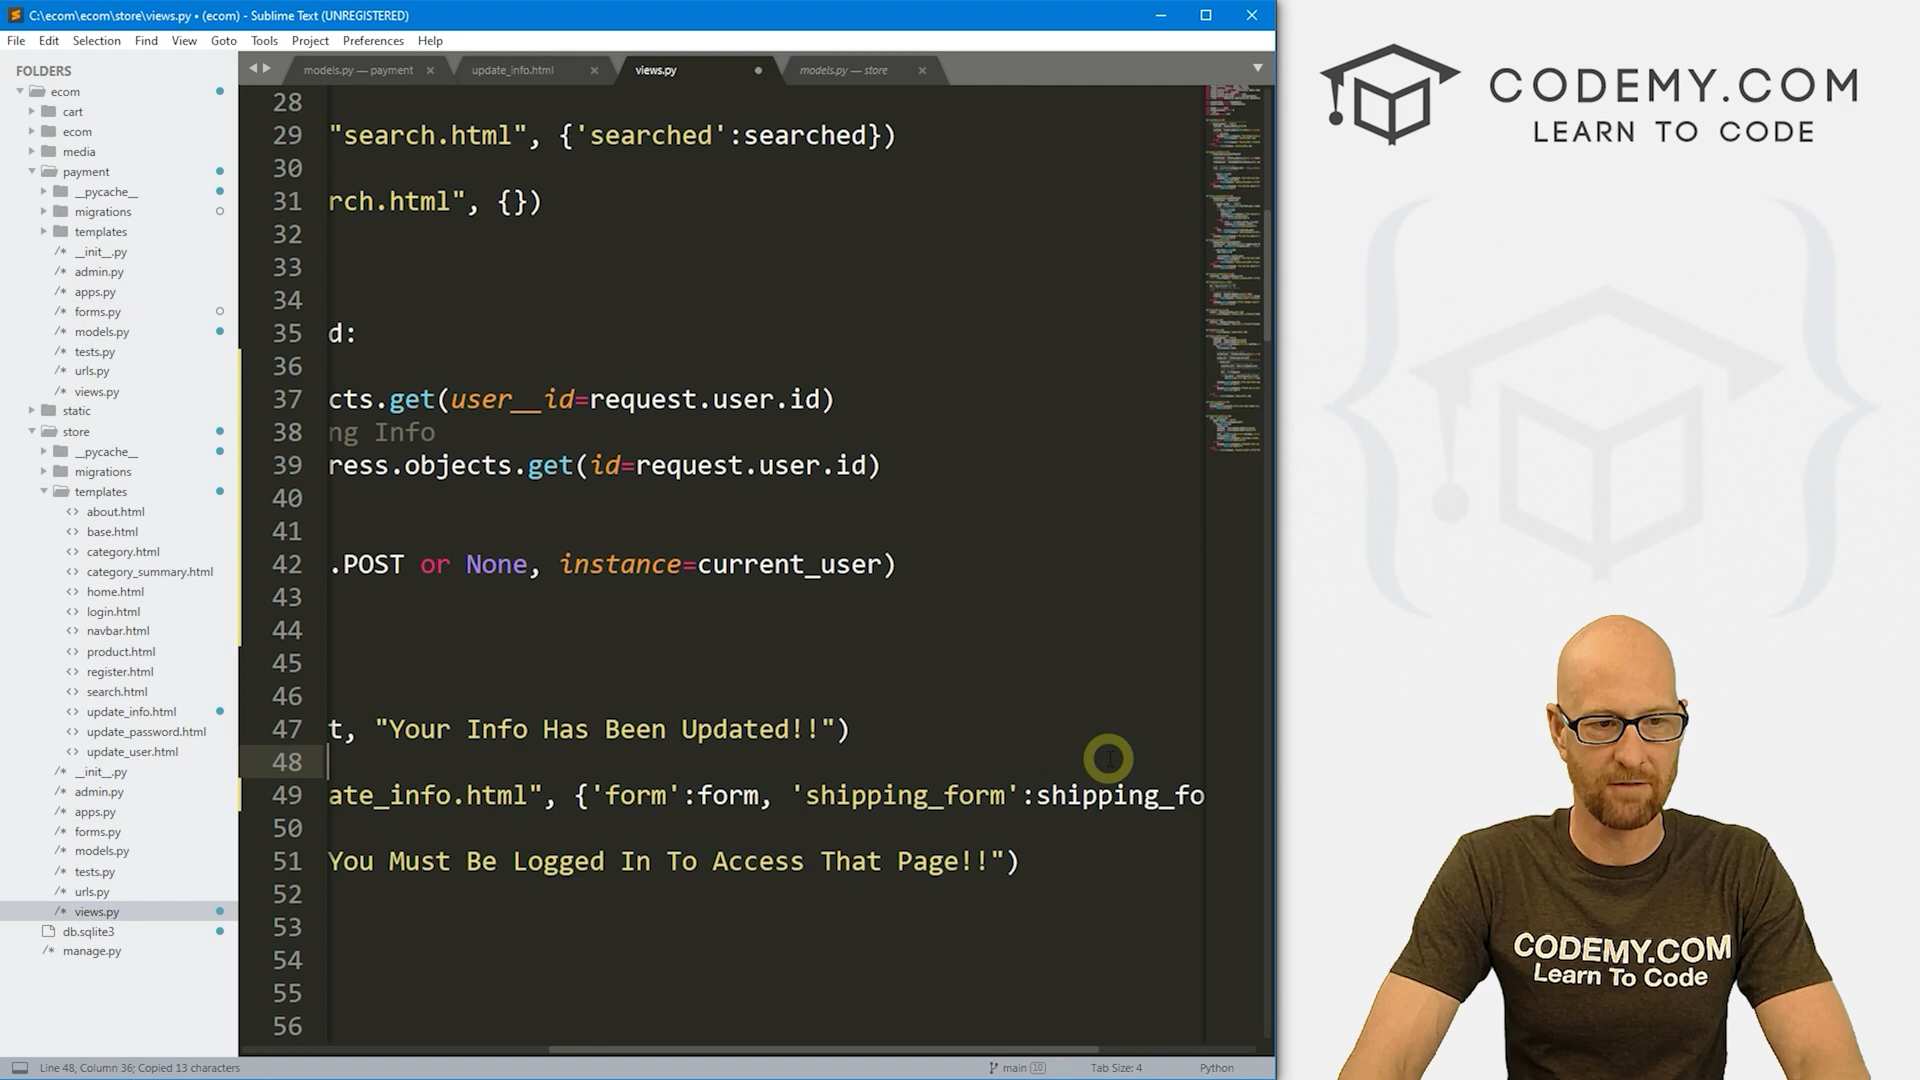 C:\ecom\ecom\store\views.py • (ecom) - Sublime Text (UNREGISTERED)
File Edit Selection Find View Goto Tools Project Preferences Help
FOLDERS
ecom
cart
ecom
media
payment
__pycache__
migrations
templates
__init__.py
admin.py
apps.py
forms.py
models.py
tests.py
urls.py
views.py
static
store
__pycache__
migrations
templates
about.html
base.html
category.html
category_summary.html
home.html
login.html
navbar.html
product.html
register.html
search.html
update_info.html
update_password.html
update_user.html
__init__.py
admin.py
apps.py
forms.py
models.py
tests.py
urls.py
views.py
db.sqlite3
manage.py
models.py — payment update_info.html views.py models.py — store
28
29 "search.html", {'searched':searched})
30
31 rch.html", {})
32
33
34
35 d:
36
37 cts.get(user__id=request.user.id)
38 ng Info
39 ress.objects.get(id=request.user.id)
40
41
42 .POST or None, instance=current_user)
43
44
45
46
47 t, "Your Info Has Been Updated!!")
48
49 ate_info.html", {'form':form, 'shipping_form':shipping_fo
50
51 You Must Be Logged In To Access That Page!!")
52
53
54
55
56
Line 48, Column 36; Copied 13 characters main 10 Tab Size: 4 Python
CODEMY.COM
LEARN TO CODE
CODEMY.COM
Learn To Code